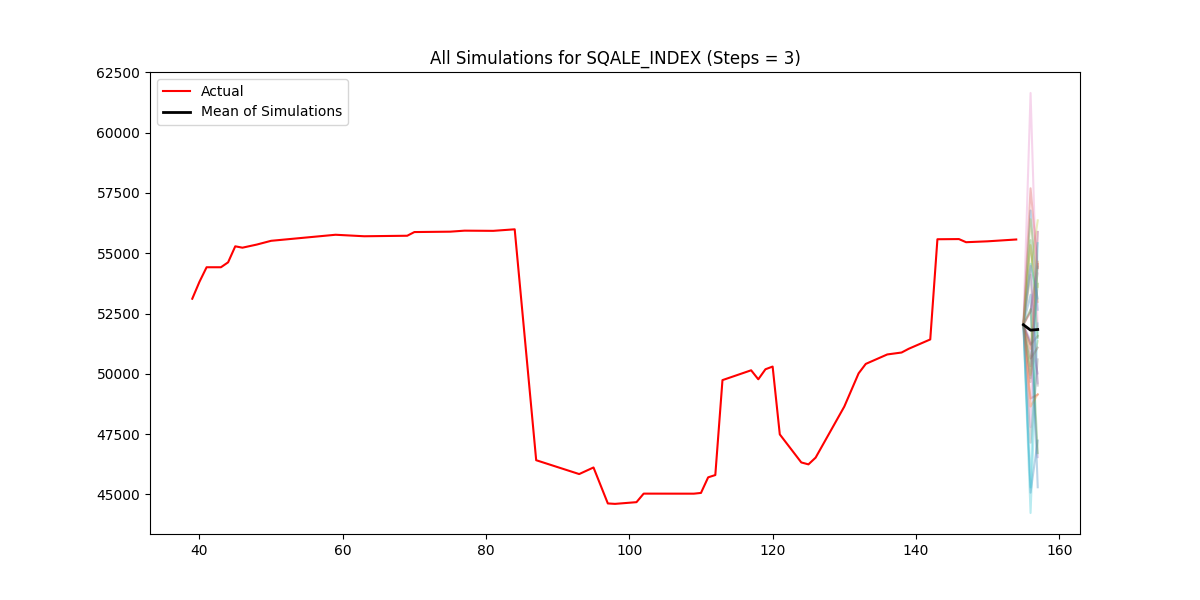 All Simulations for SQALE_INDEX (Steps = 3)
Actual
Mean of Simulations
62500
60000
57500
55000
52500
50000
47500
45000
40 60 80 100 120 140 160